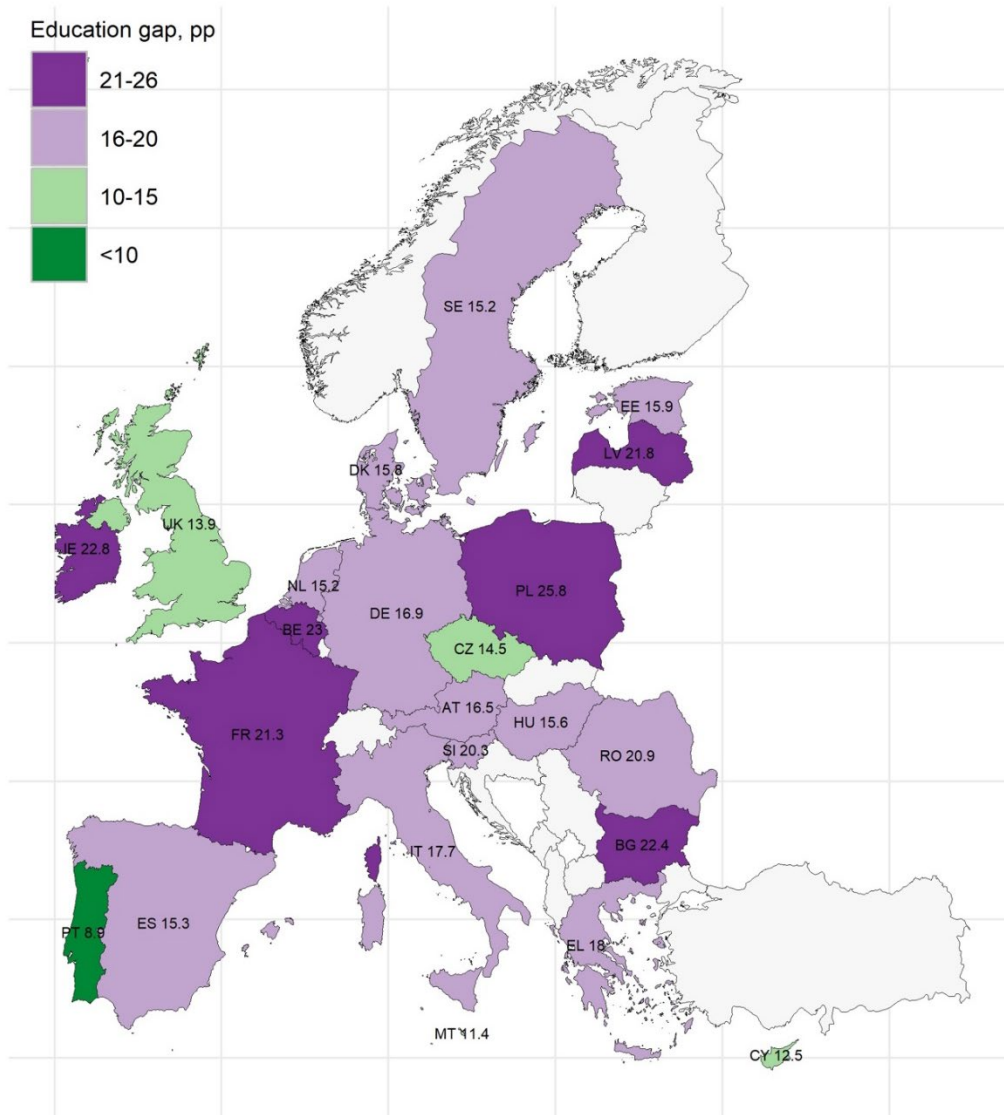 Education gap, pp
21-26
16-20
10-15
<10
SE 15.2
EE 15.9
LV 21.8
DK 15.8
UK 13.9
IE 22.8
NL 15.2
PL 25.8
DE 16.9
BE 23
CZ 14.5
AT 16.5
HU 15.6
FR 21.3
SI 20.3
RO 20.9
BG 22.4
IT 17.7
ES 15.3
PT 8.9
EL 18
MT 11.4
CY 12.5